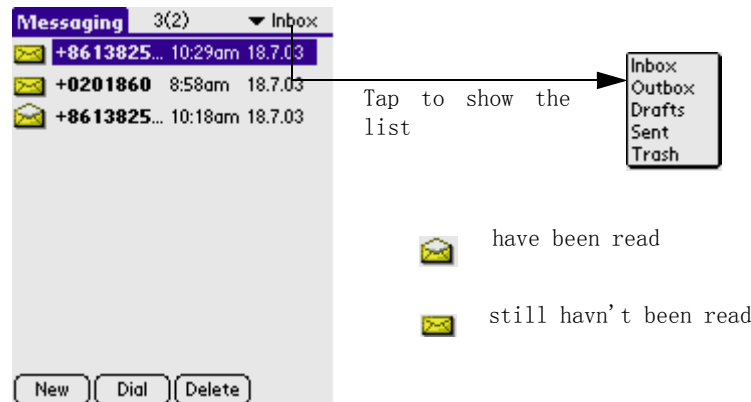 Messaging 3(2) Inbox
+8613825... 10:29am 18.7.03
+0201860 8:58am 18.7.03
+8613825... 10:18am 18.7.03
Tap to show the
list
Inbox
Outbox
Drafts
Sent
Trash
have been read
still havn't been read
New Dial Delete